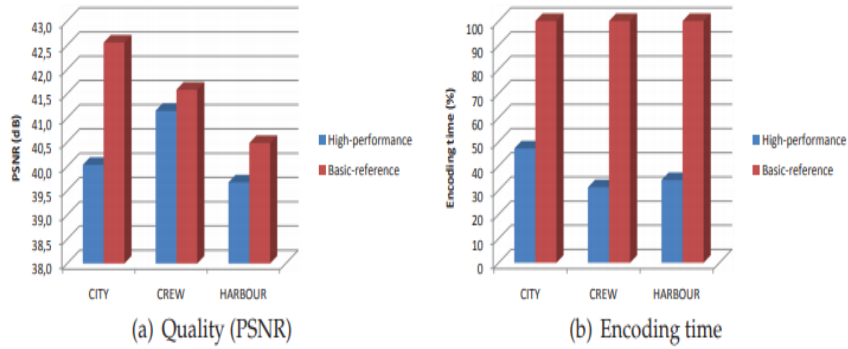 PSNR (dB)
43,0
42,5
42,0
41,5
41,0
40,5
40,0
39,5
39,0
38,5
38,0
CITY
CREW
HARBOUR
High-performance
Basic-reference
(a) Quality (PSNR)
Encoding time (%)
100
90
80
70
60
50
40
30
20
10
0
CITY
CREW
HARBOUR
High-performance
Basic-reference
(b) Encoding time